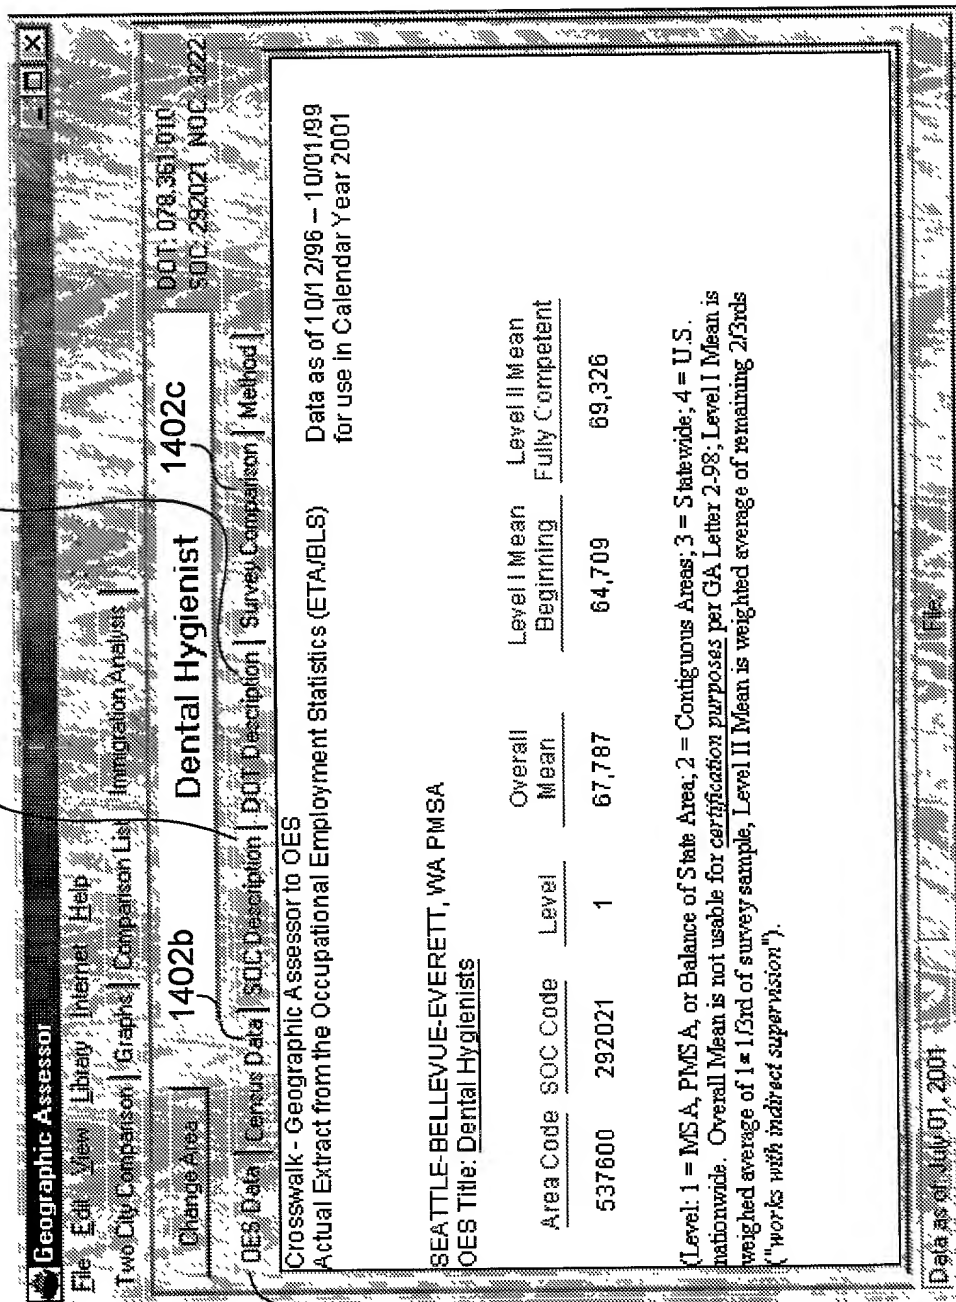 Geographic Assessor
File Edit View Library Internet Help
Two City Comparison | Graphs | Comparison List | Immigration Analysis |
Change Area
1402b
Dental Hygienist
1402c
DOT: 078.361.010
SOC: 292021 NOC: 3222
OES Data | Census Data | SOC Description | DOT Description | Survey Comparison | Method |
Crosswalk - Geographic Assessor to OES
Actual Extract from the Occupational Employment Statistics (ETA/BLS)
Data as of 10/12/96 – 10/01/99
for use in Calendar Year 2001
SEATTLE-BELLEVUE-EVERETT, WA PMSA
OES Title: Dental Hygienists
Area Code SOC Code Level Overall Mean Level I Mean Beginning Level II Mean Fully Competent
537600 292021 1 67,787 64,709 69,326
(Level: 1 = MSA, PMSA, or Balance of State Area; 2 = Contiguous Areas; 3 = Statewide; 4 = U.S.
nationwide. Overall Mean is not usable for certification purposes per GA Letter 2-98; Level I Mean is
weighed average of 1st 1/3rd of survey sample, Level II Mean is weighted average of remaining 2/3rds
("works with indirect supervision").
Data as of July 01, 2001
File